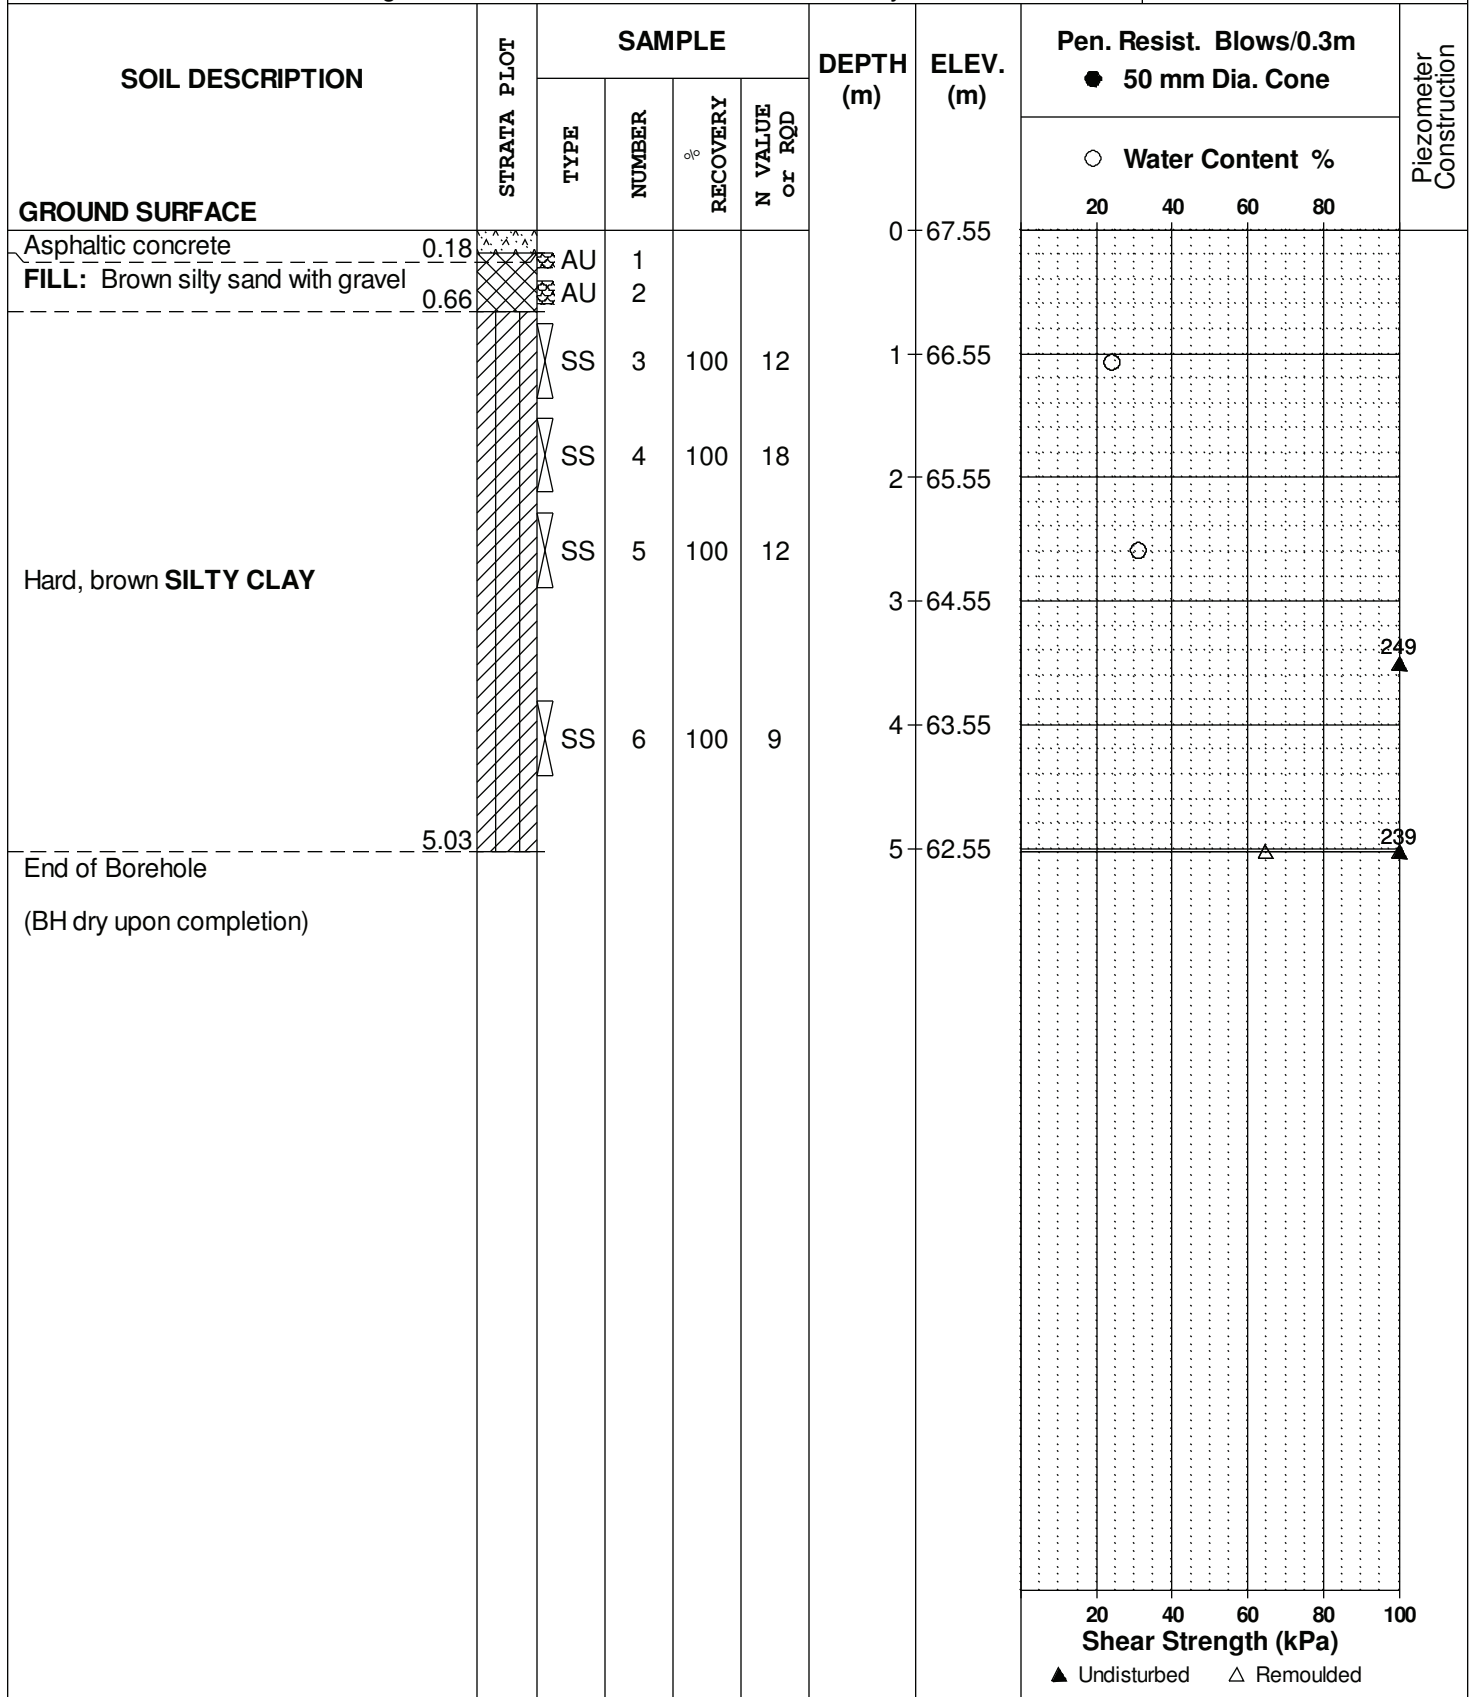 SOIL DESCRIPTION
GROUND SURFACE
STRATA PLOT
SAMPLE
TYPE
NUMBER
% RECOVERY
N VALUE or RQD
DEPTH (m)
ELEV. (m)
Pen. Resist. Blows/0.3m
● 50 mm Dia. Cone
○ Water Content %
20 40 60 80
Piezometer Construction
0 67.55
Asphaltic concrete 0.18
AU 1
FILL: Brown silty sand with gravel
0.66
AU 2
SS 3 100 12
1 66.55
SS 4 100 18
2 65.55
SS 5 100 12
Hard, brown SILTY CLAY
3 64.55
249
SS 6 100 9
4 63.55
5.03
239
5 62.55
End of Borehole
(BH dry upon completion)
20 40 60 80 100
Shear Strength (kPa)
▲ Undisturbed △ Remoulded